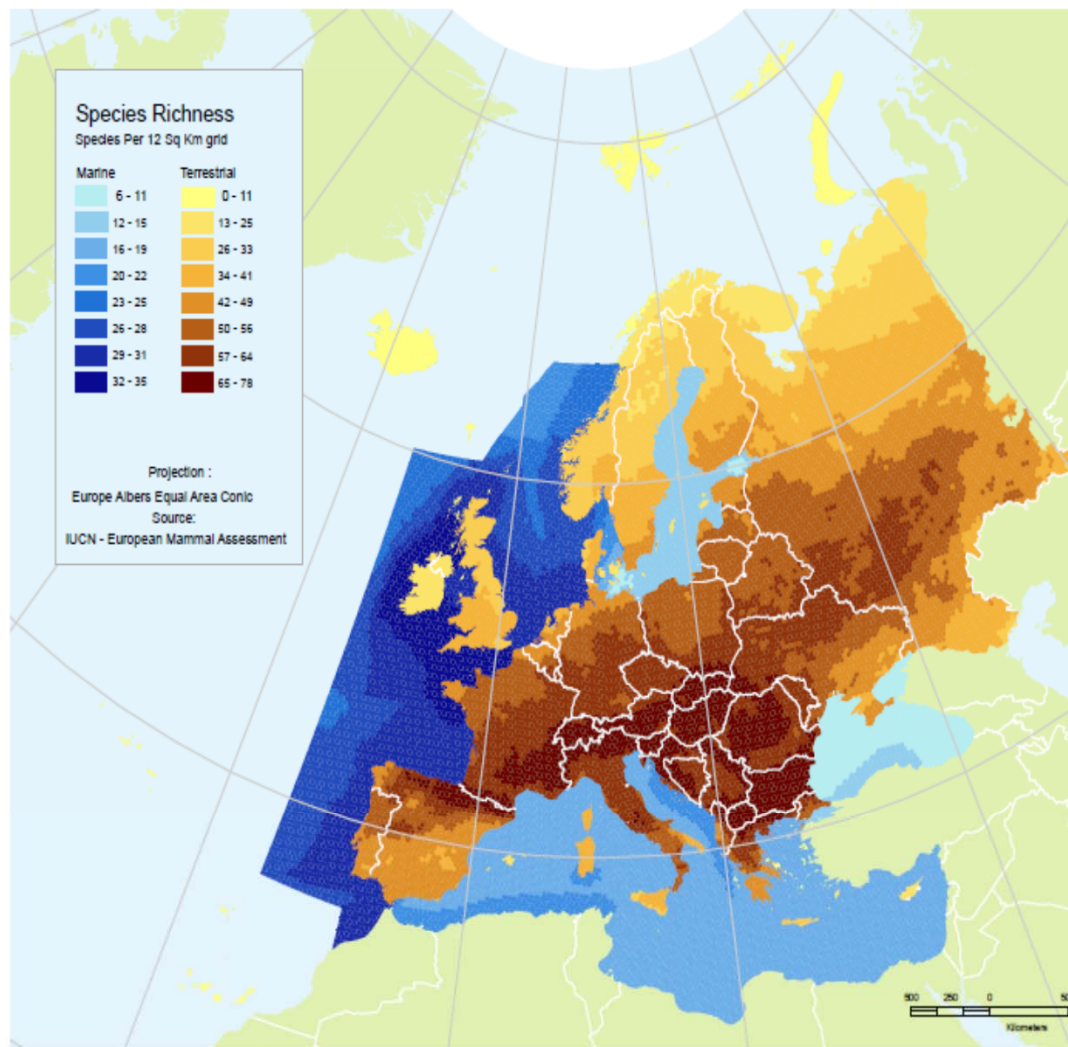 Species Richness
Species Per 12 Sq Km grid
Marine Terrestrial
6 - 11 0 - 11
12 - 15 13 - 25
16 - 19 26 - 33
20 - 22 34 - 41
23 - 25 42 - 49
26 - 28 50 - 56
29 - 31 57 - 64
32 - 35 65 - 78
Projection :
Europe Albers Equal Area Conic
Source:
IUCN - European Mammal Assessment
500 250 0
Kilometers